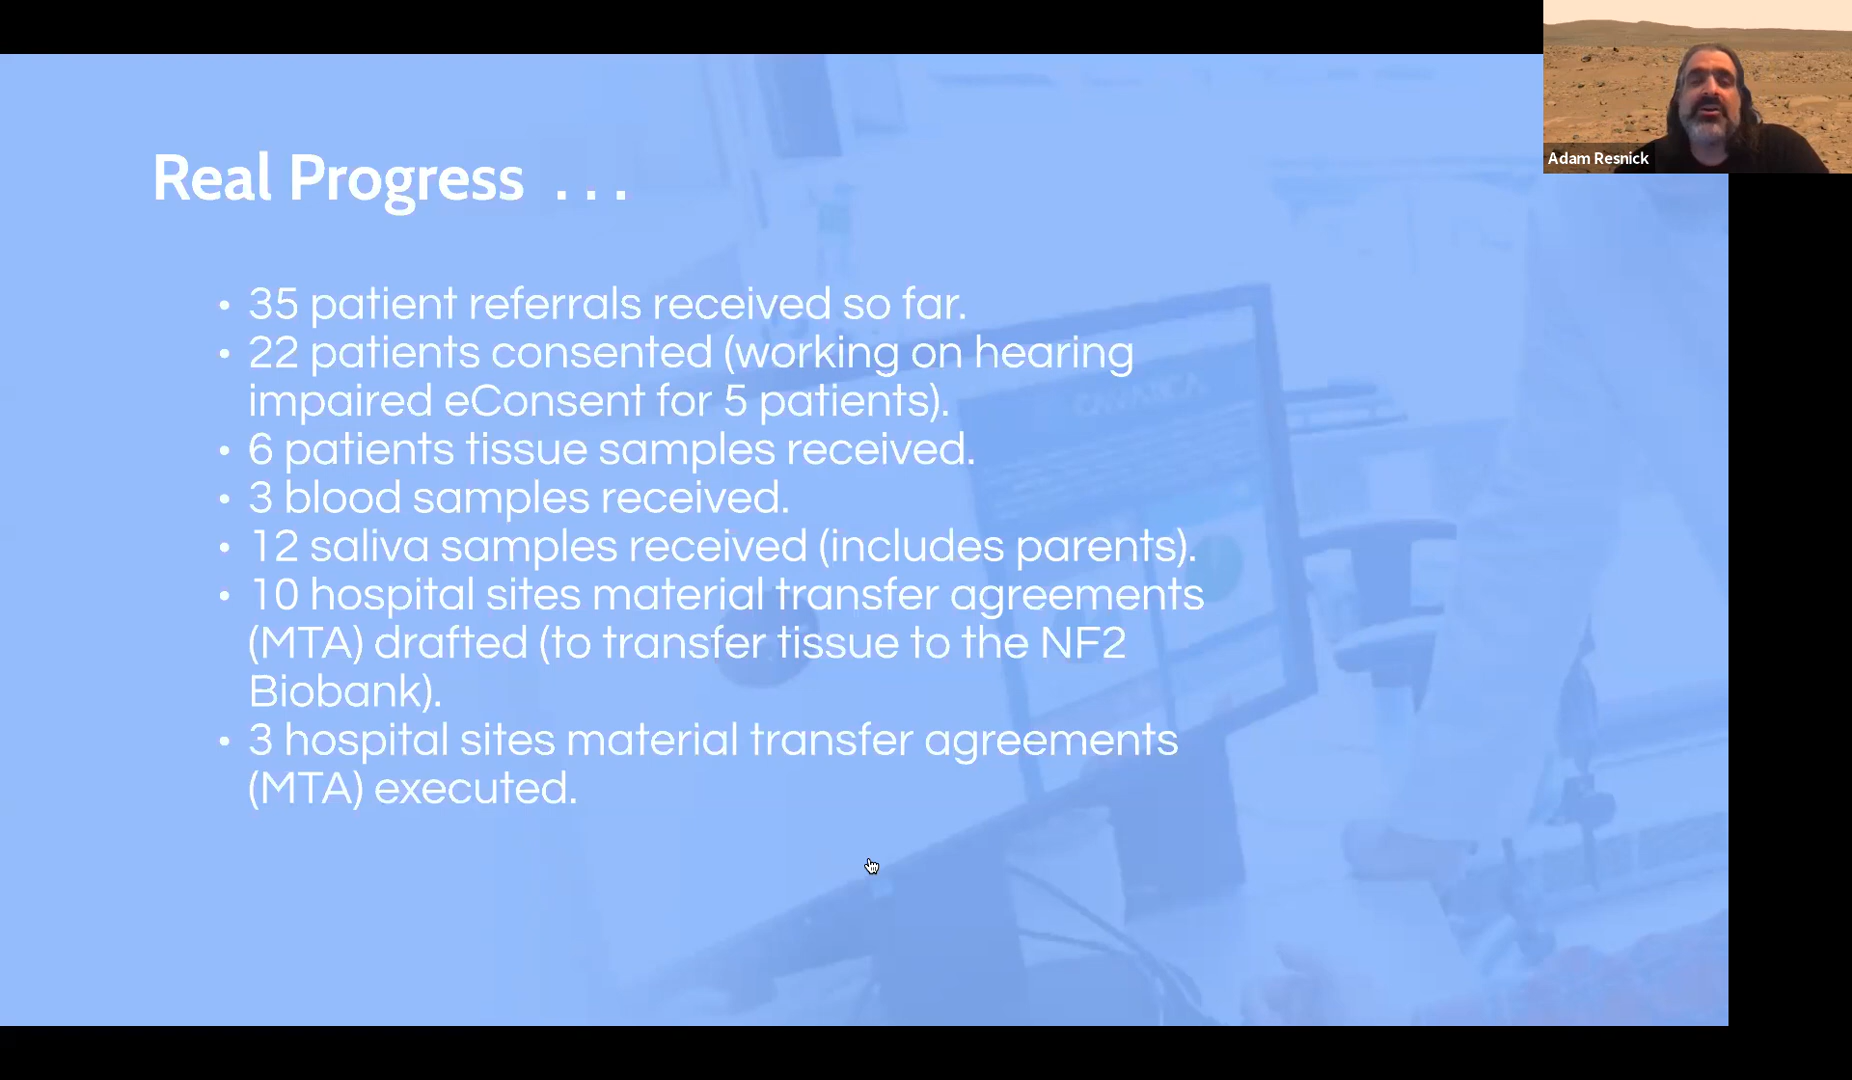 Adam Resnick
Real Progress . . .
• 35 patient referrals received so far.
• 22 patients consented (working on hearing
impaired eConsent for 5 patients).
• 6 patients tissue samples received.
• 3 blood samples received.
• 12 saliva samples received (includes parents).
• 10 hospital sites material transfer agreements
(MTA) drafted (to transfer tissue to the NF2
Biobank).
• 3 hospital sites material transfer agreements
(MTA) executed.
CAVATICA